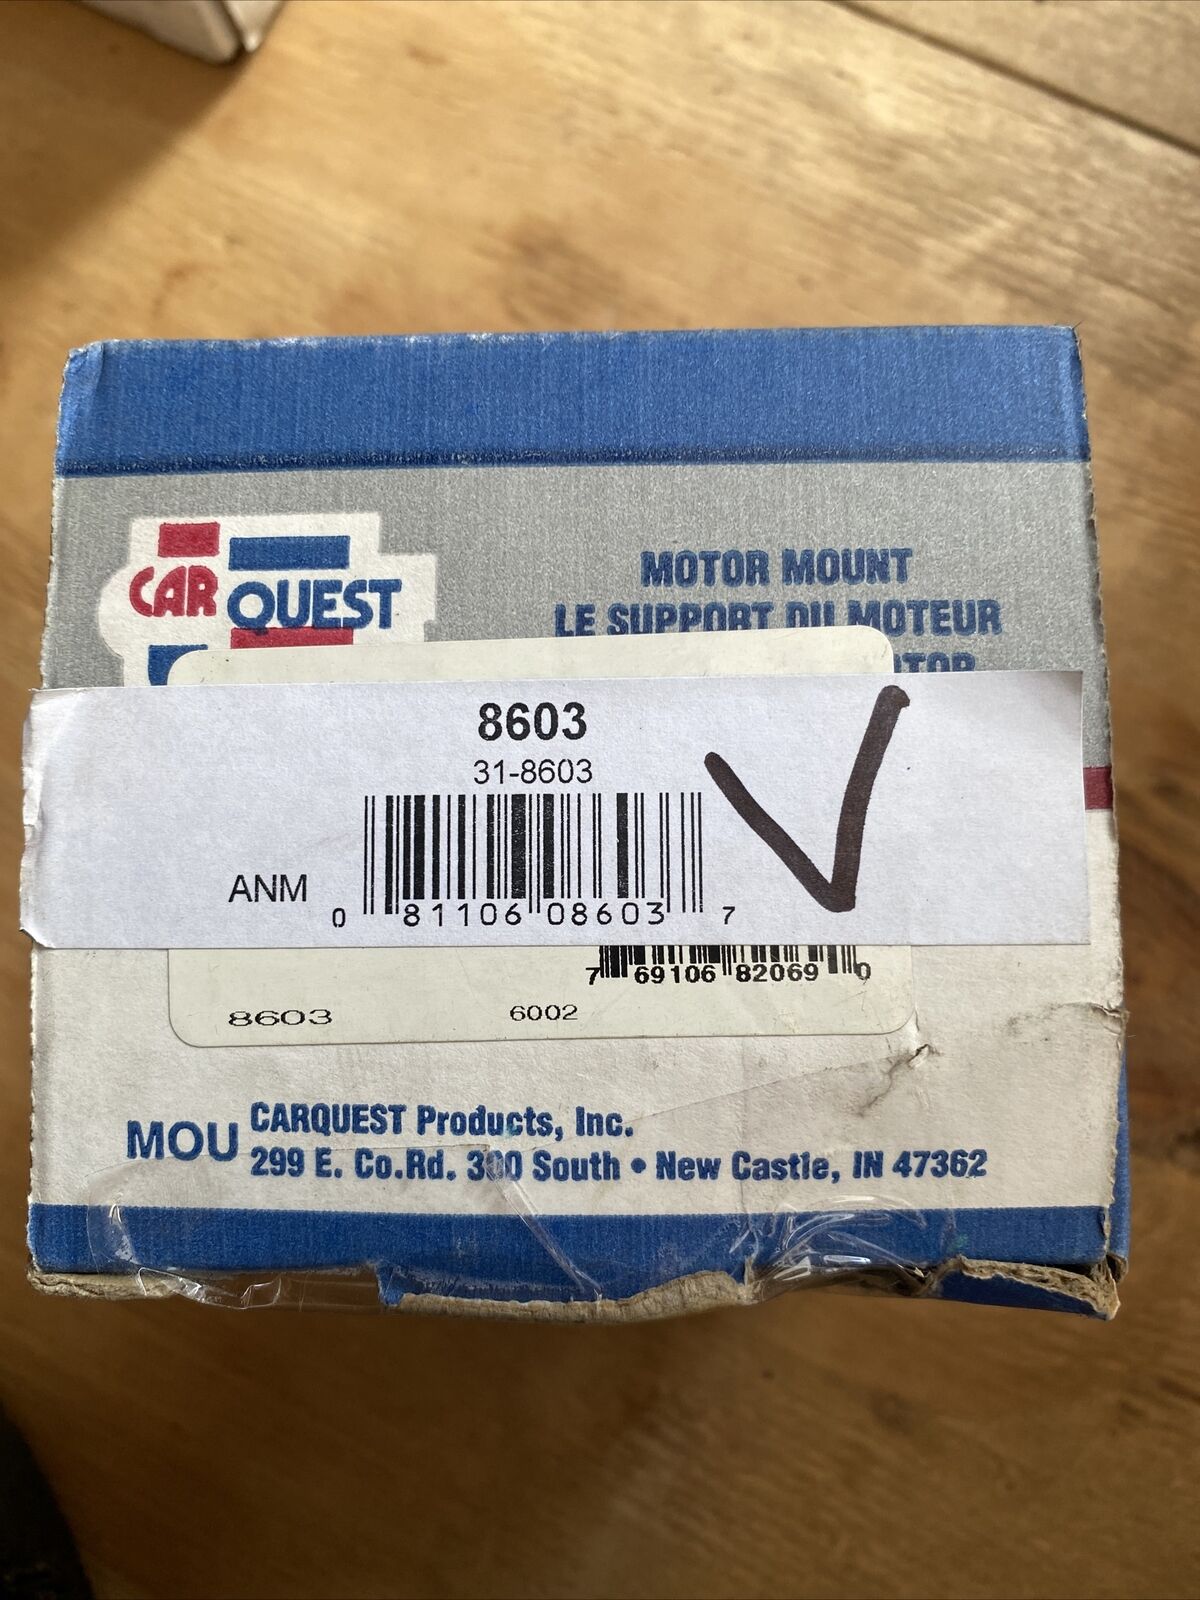 CAR QUEST
MOTOR MOUNT
LE SUPPORT DU MOTEUR
8603
31-8603
ANM
0 81106 08603 7
7 69106 82069 0
8603 6002
MOU
CARQUEST Products, Inc.
299 E. Co.Rd. 300 South • New Castle, IN 47362